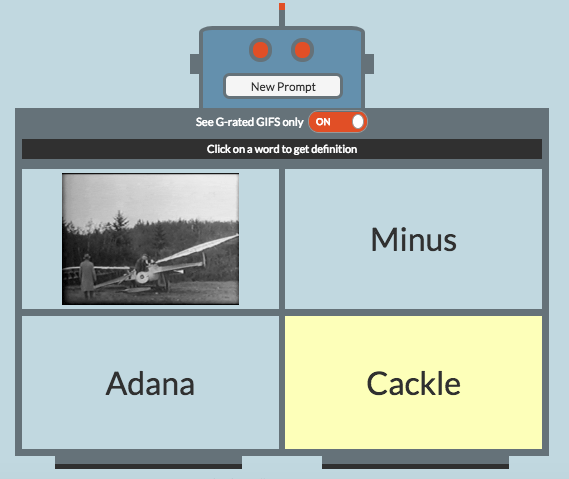 New Prompt
See G-rated GIFS only
ON
Click on a word to get definition
Minus
Adana
Cackle